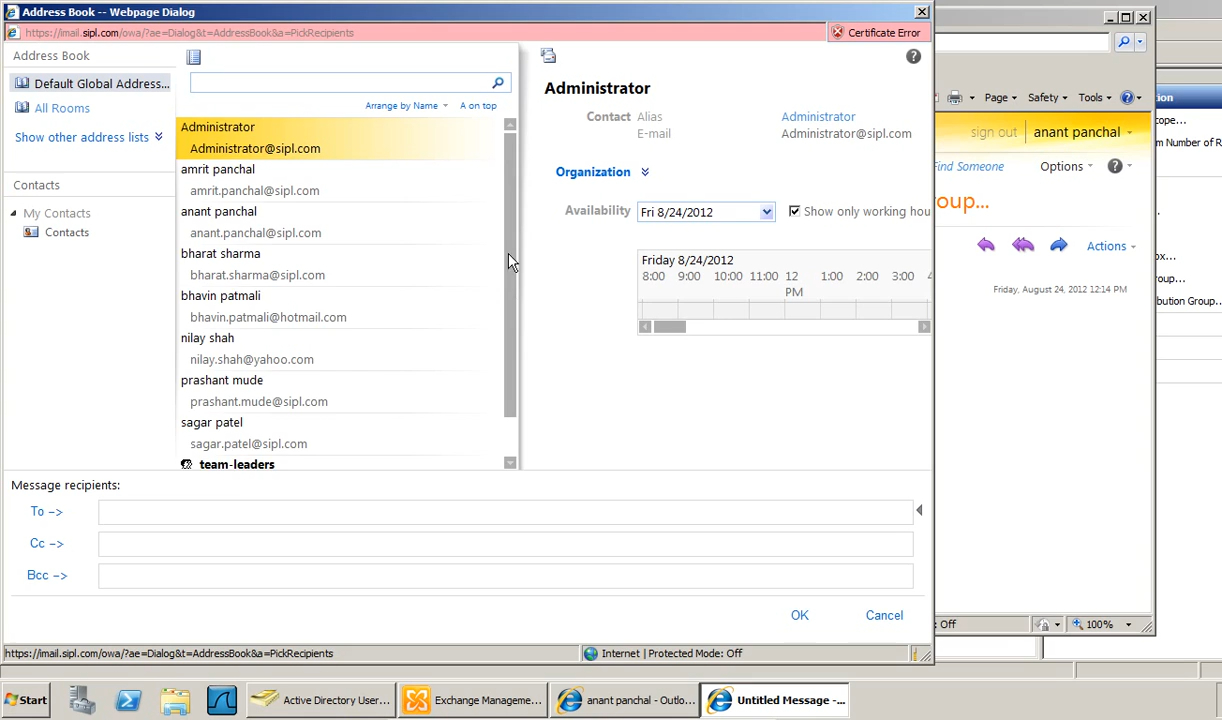 Address Book -- Webpage Dialog
https://imail.sipl.com/owa/?ae=Dialog&t=AddressBook&a=PickRecipients
Certificate Error
Address Book
Default Global Address...
All Rooms
Show other address lists
Contacts
My Contacts
Contacts
Arrange by Name
A on top
Administrator
Administrator@sipl.com
amrit panchal
amrit.panchal@sipl.com
anant panchal
anant.panchal@sipl.com
bharat sharma
bharat.sharma@sipl.com
bhavin patmali
bhavin.patmali@hotmail.com
nilay shah
nilay.shah@yahoo.com
prashant mude
prashant.mude@sipl.com
sagar patel
sagar.patel@sipl.com
team-leaders
Administrator
Contact Alias Administrator
E-mail Administrator@sipl.com
Organization
Availability Fri 8/24/2012 Show only working hou
Friday 8/24/2012
8:00 9:00 10:00 11:00 12 1:00 2:00 3:00
PM
Message recipients:
To ->
Cc ->
Bcc ->
OK Cancel
https://imail.sipl.com/owa/?ae=Dialog&t=AddressBook&a=PickRecipients
Internet | Protected Mode: Off
Page Safety Tools
sign out anant panchal
Find Someone Options
oup...
Actions
Friday, August 24, 2012 12:14 PM
: Off 100%
tion
ope...
m Number of R
ox...
roup...
bution Group...
Start
Active Directory User...
Exchange Manageme...
anant panchal - Outlo...
Untitled Message -...